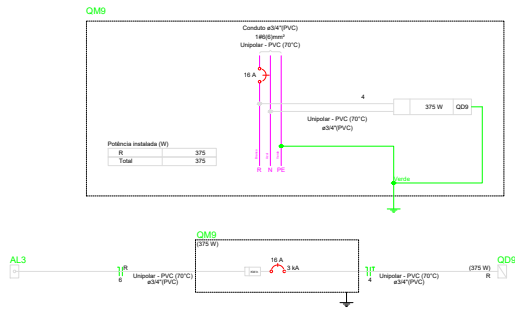 QM9
Conduto ø3/4"(PVC)
1#6(6)mm²
Unipolar - PVC (70°C)
16 A
4
375 W
QD9
Unipolar - PVC (70°C)
ø3/4"(PVC)
Potência instalada (W)
R 375
Total 375
R N PE
Verde
QM9
(375 W)
AL3
R
Unipolar - PVC (70°C)
6 ø3/4"(PVC)
16 A
3 kA
Unipolar - PVC (70°C)
4 ø3/4"(PVC)
(375 W)
R
QD9